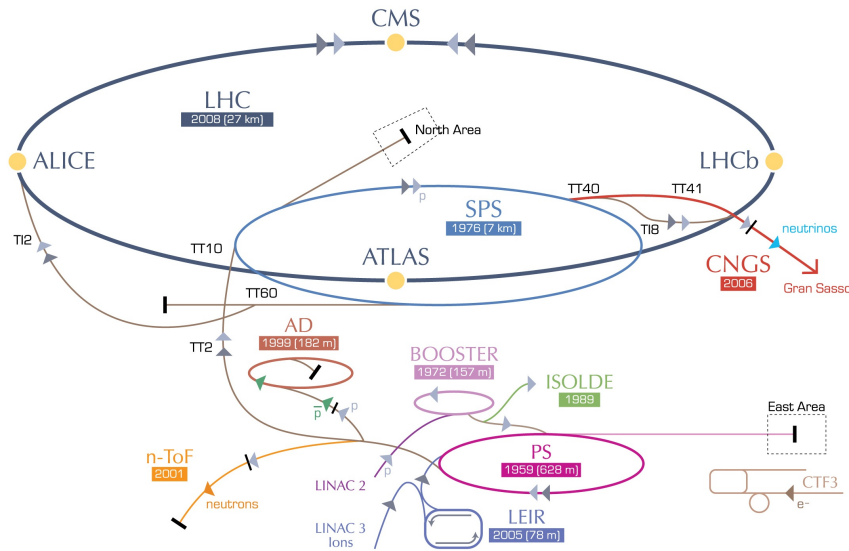 CMS
LHC
2008 (27 km)
North Area
ALICE
LHCb
TT40
TT41
p
SPS
1976 (7 km)
TI8
neutrinos
TI2
TT10
ATLAS
CNGS
2006
Gran Sasso
TT60
AD
1999 (182 m)
TT2
BOOSTER
1972 (157 m)
ISOLDE
1989
p
p
East Area
n-ToF
2001
PS
1959 (628 m)
p
neutrons
LINAC 2
CTF3
e-
LINAC 3
Ions
LEIR
2005 (78 m)